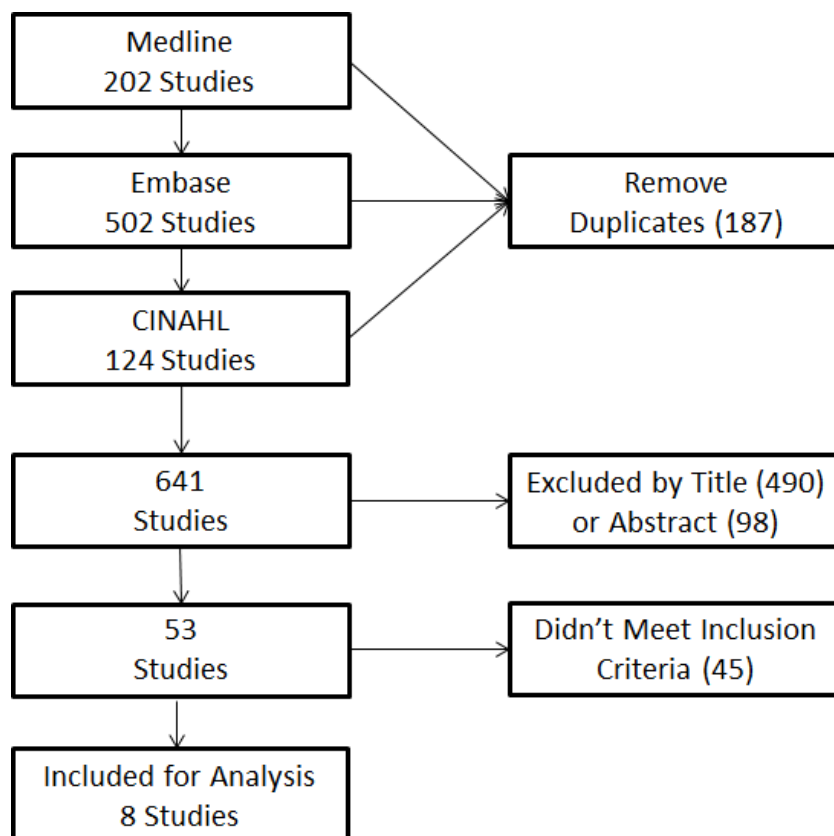 Medline
202 Studies
Embase
502 Studies
Remove
Duplicates (187)
CINAHL
124 Studies
641
Studies
Excluded by Title (490)
or Abstract (98)
53
Studies
Didn’t Meet Inclusion
Criteria (45)
Included for Analysis
8 Studies